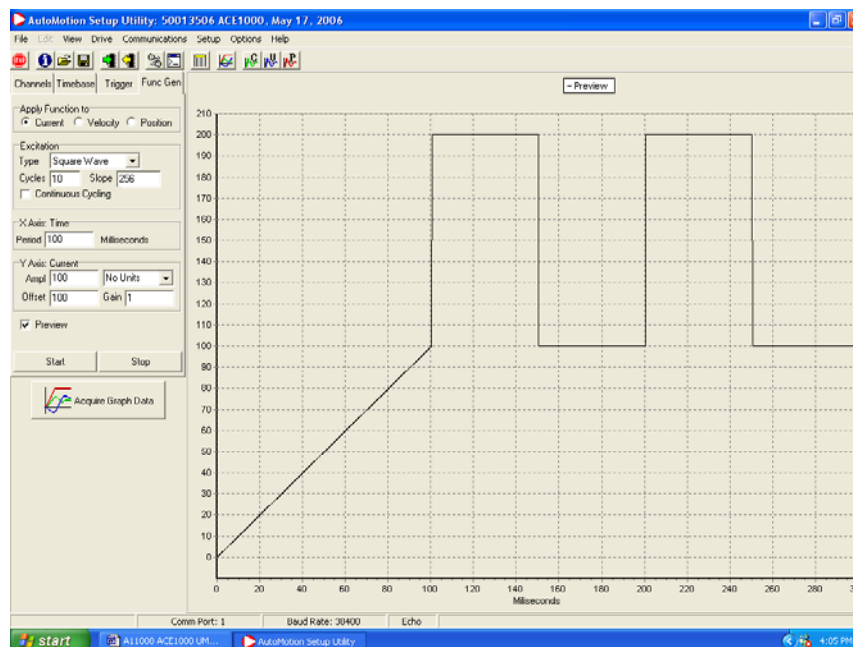 AutoMotion Setup Utility: 50013506 ACE1000, May 17, 2006
File Edit View Drive Communications Setup Options Help
Channels Timebase Trigger Func Gen
Apply Function to
Current Velocity Position
Excitation
Type Square Wave
Cycles 10 Slope 256
Continuous Cycling
X Axis: Time
Period 100 Miliseconds
Y Axis: Current
Ampl 100 No Units
Offset 100 Gain 1
Preview
Start Stop
Acquire Graph Data
Preview
210
200
190
180
170
160
150
140
130
120
110
100
90
80
70
60
50
40
30
20
10
0
0 20 40 60 80 100 120 140 160 180 200 220 240 260 280
Miliseconds
Comm Port: 1 Baud Rate: 38400 Echo
start A11000 ACE1000 UM... AutoMotion Setup Utility 4:05 PM